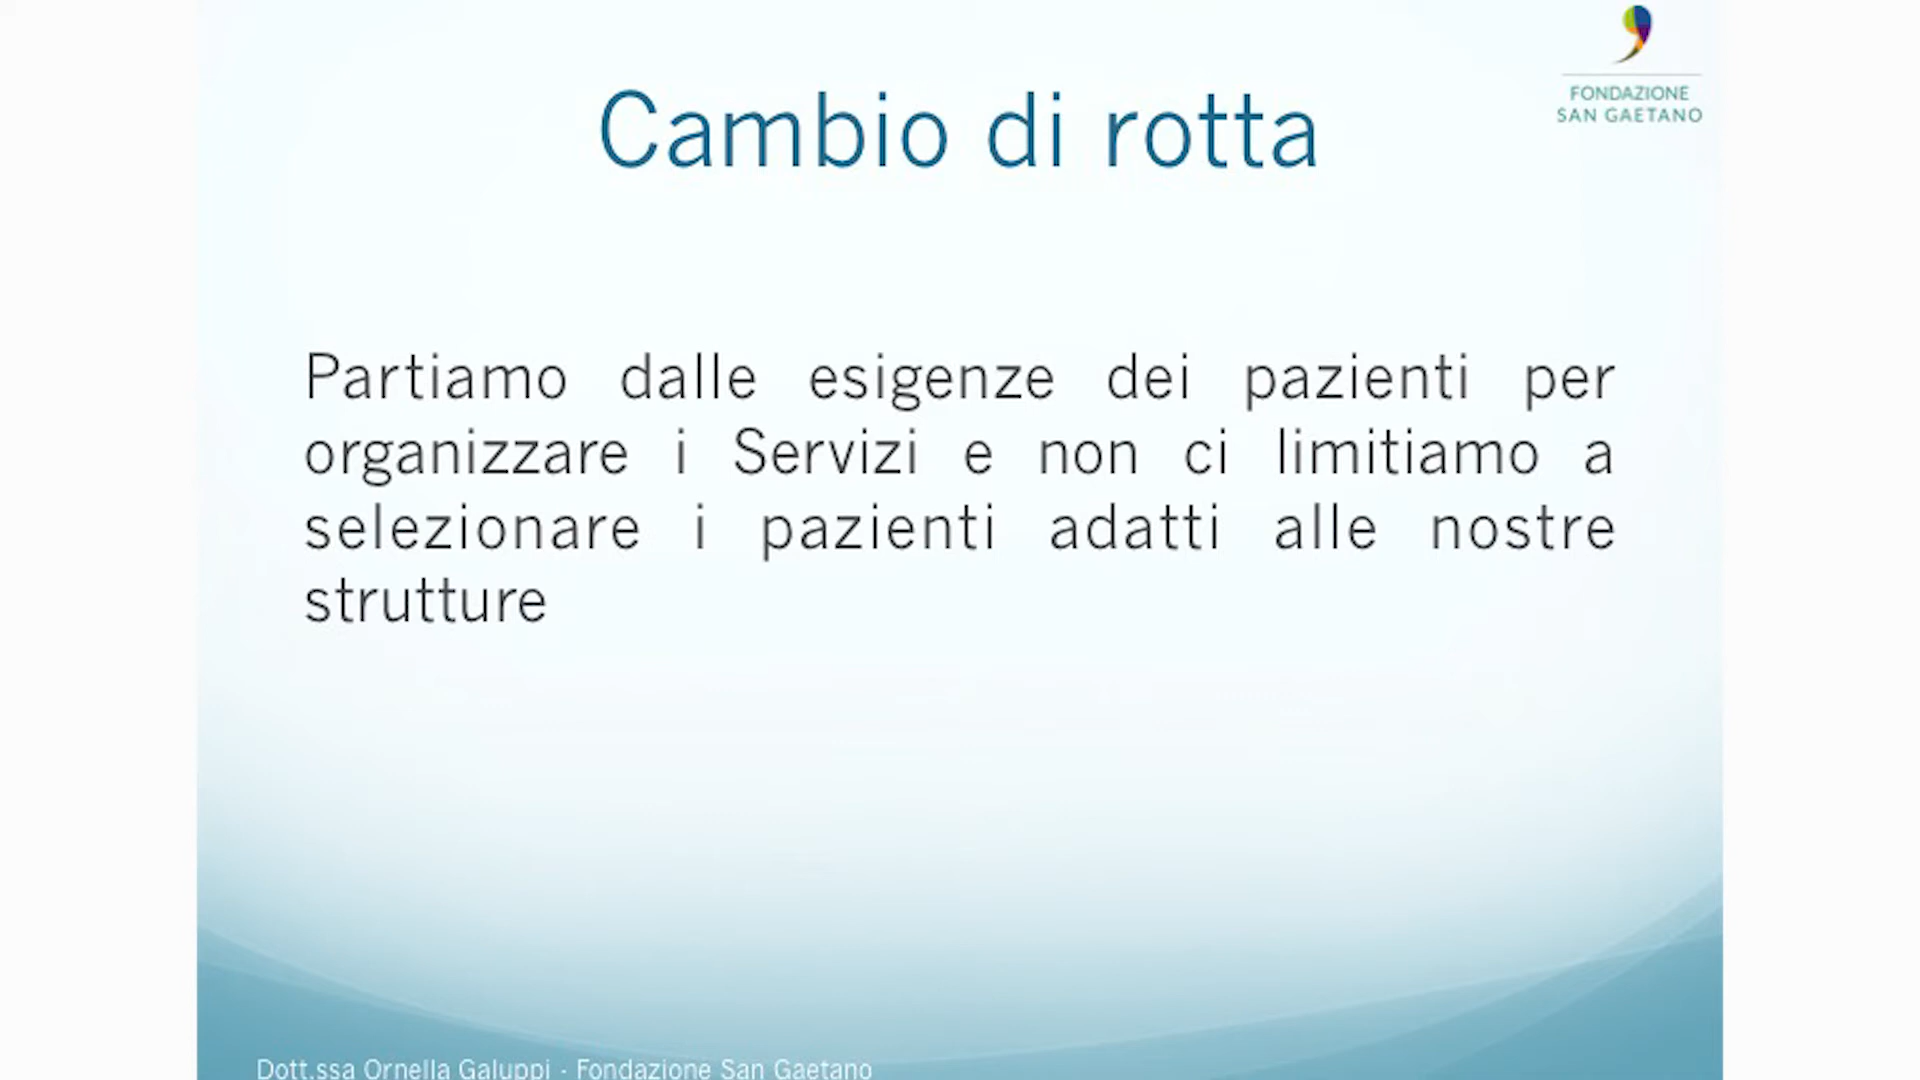 FONDAZIONE
SAN GAETANO
Cambio di rotta
Partiamo dalle esigenze dei pazienti per
organizzare i Servizi e non ci limitiamo a
selezionare i pazienti adatti alle nostre
strutture
Dott.ssa Ornella Galuppi - Fondazione San Gaetano